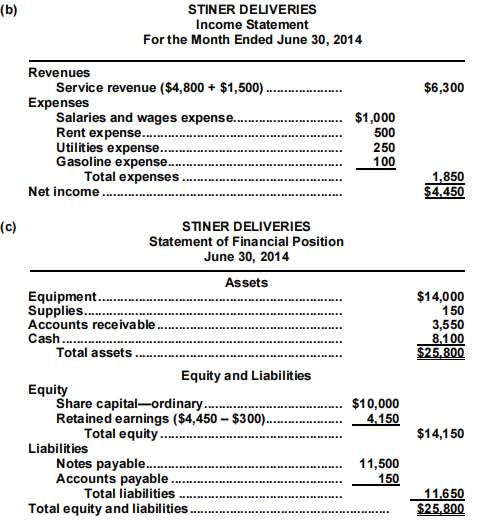 (b) STINER DELIVERIES
Income Statement
For the Month Ended June 30, 2014
Revenues
Service revenue ($4,800 + $1,500) .................... $6,300
Expenses
Salaries and wages expense............................ $1,000
Rent expense................................................... 500
Utilities expense.............................................. 250
Gasoline expense............................................ 100
Total expenses ......................................... 1,850
Net income .............................................................. $4,450
(c) STINER DELIVERIES
Statement of Financial Position
June 30, 2014
Assets
Equipment............................................................... $14,000
Supplies.................................................................. 150
Accounts receivable................................................ 3,550
Cash ....................................................................... 8,100
Total assets ..................................................... $25,800
Equity and Liabilities
Equity
Share capital—ordinary................................... $10,000
Retained earnings ($4,450 – $300).................... 4,150
Total equity ............................................... $14,150
Liabilities
Notes payable.................................................. 11,500
Accounts payable ............................................ 150
Total liabilities .......................................... 11,650
Total equity and liabilities................................................... $25,800